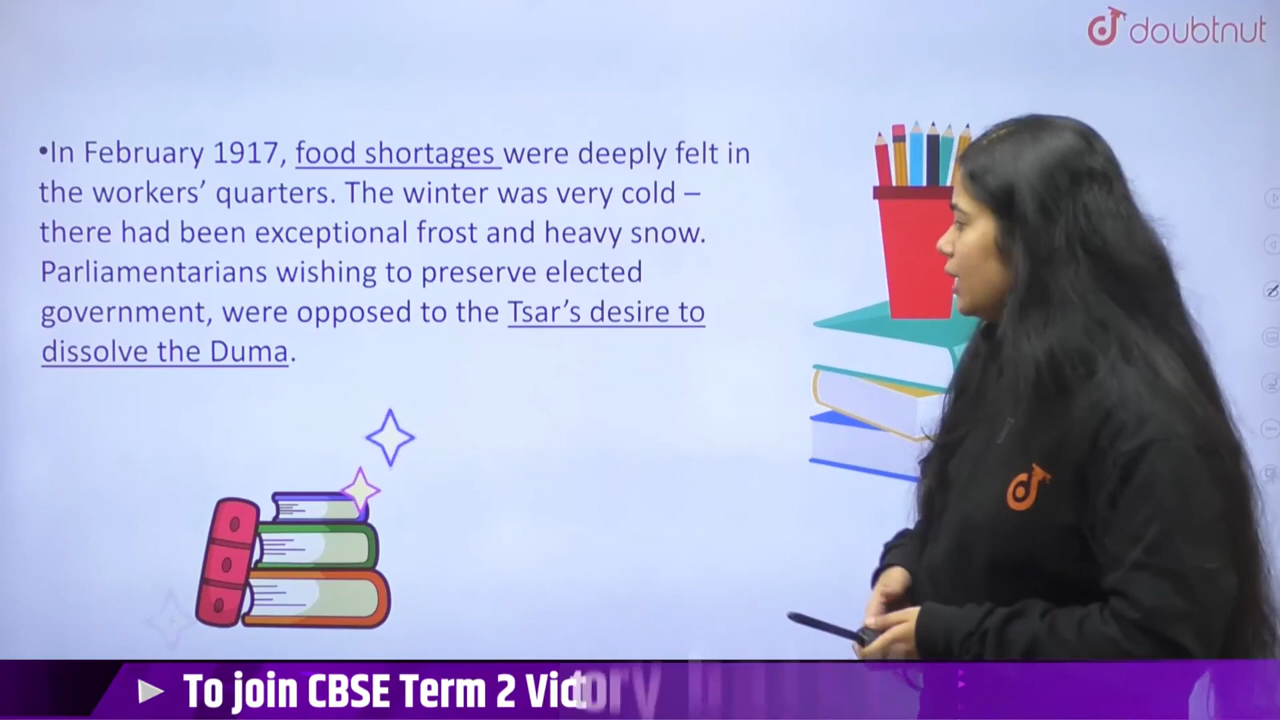 doubtnut
•In February 1917, food shortages were deeply felt in
the workers’ quarters. The winter was very cold –
there had been exceptional frost and heavy snow.
Parliamentarians wishing to preserve elected
government, were opposed to the Tsar’s desire to
dissolve the Duma.
To join CBSE Term 2 Victory